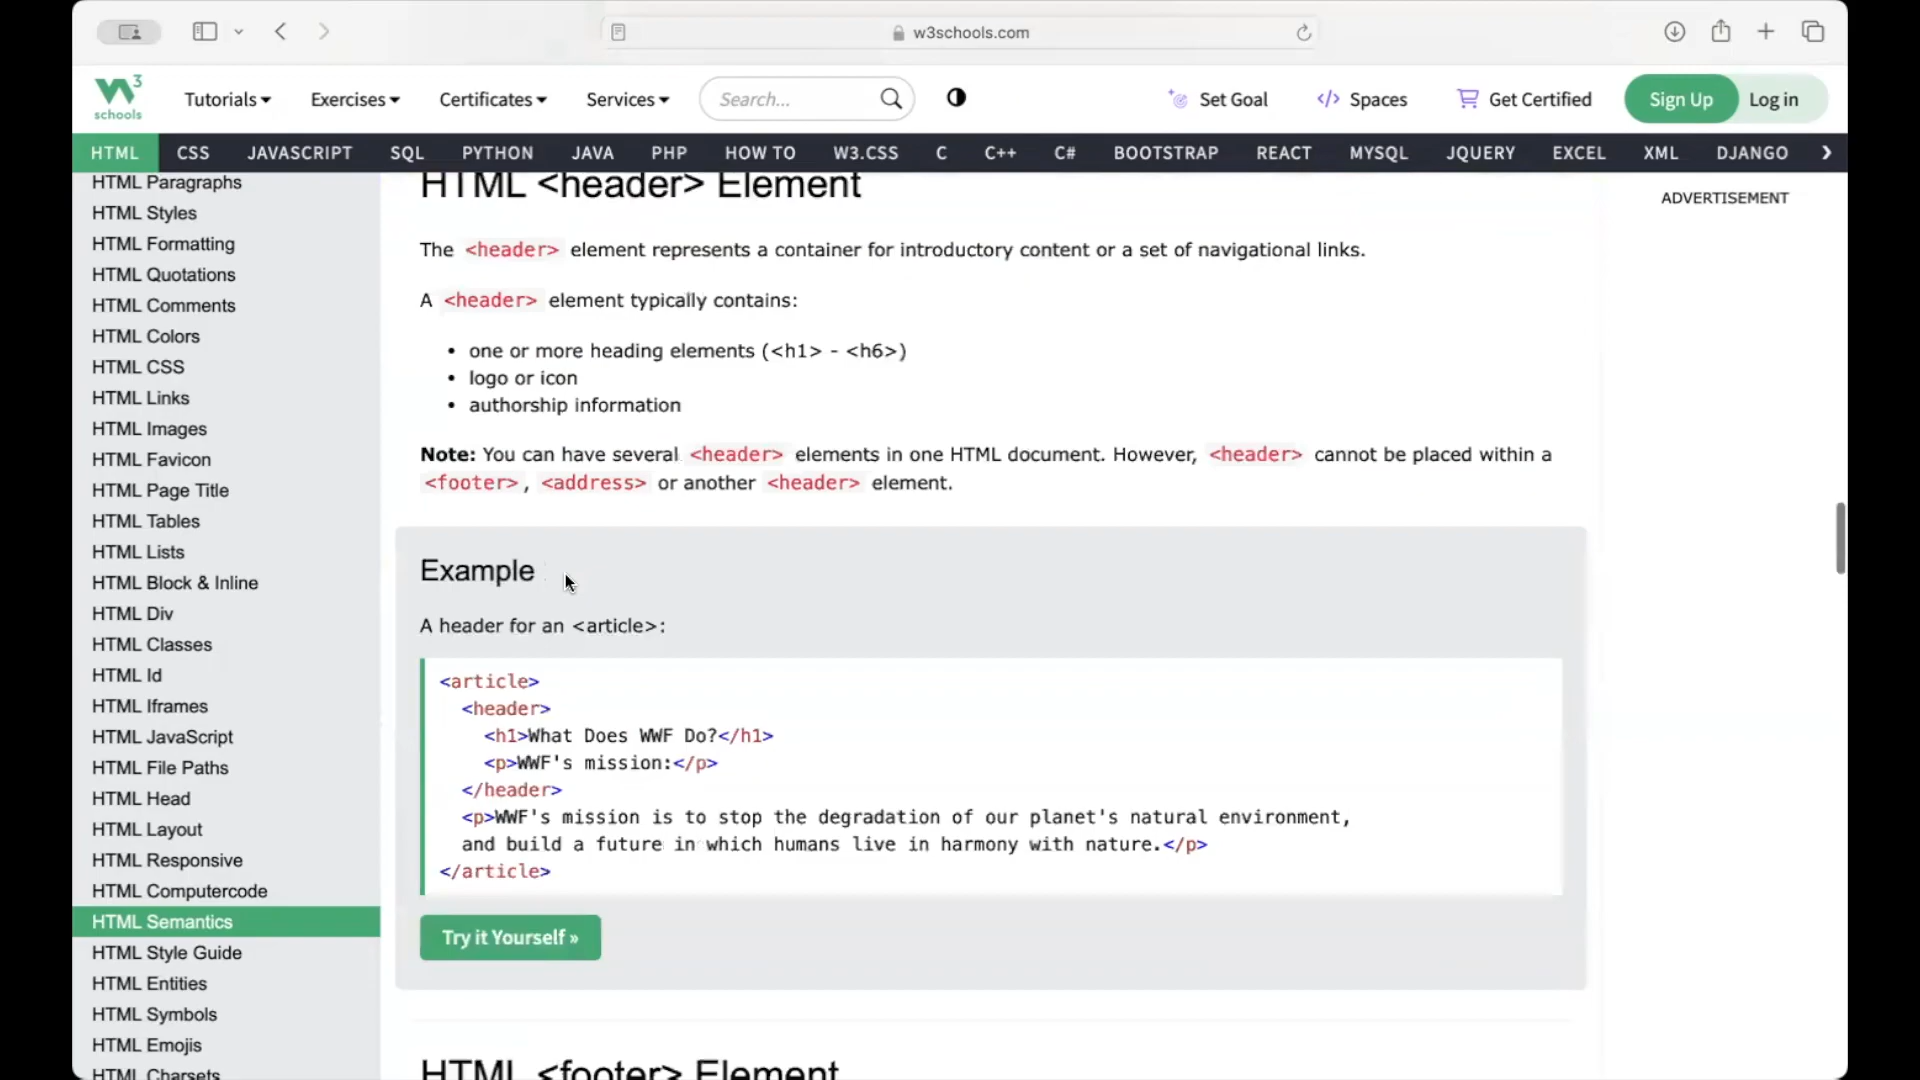 w3schools.com
W3 schools
Tutorials
Exercises
Certificates
Services
Search...
Set Goal
Spaces
Get Certified
Sign Up
Log in
HTML CSS JAVASCRIPT SQL PYTHON JAVA PHP HOW TO W3.CSS C C++ C# BOOTSTRAP REACT MYSQL JQUERY EXCEL XML DJANGO
HTML Paragraphs
HTML Styles
HTML Formatting
HTML Quotations
HTML Comments
HTML Colors
HTML CSS
HTML Links
HTML Images
HTML Favicon
HTML Page Title
HTML Tables
HTML Lists
HTML Block & Inline
HTML Div
HTML Classes
HTML Id
HTML Iframes
HTML JavaScript
HTML File Paths
HTML Head
HTML Layout
HTML Responsive
HTML Computercode
HTML Semantics
HTML Style Guide
HTML Entities
HTML Symbols
HTML Emojis
HTML Charsets
HTML <header> Element
The <header> element represents a container for introductory content or a set of navigational links.
A <header> element typically contains:
• one or more heading elements (<h1> - <h6>)
• logo or icon
• authorship information
Note: You can have several <header> elements in one HTML document. However, <header> cannot be placed within a
<footer>, <address> or another <header> element.
Example
A header for an <article>:
<article>
<header>
<h1>What Does WWF Do?</h1>
<p>WWF's mission:</p>
</header>
<p>WWF's mission is to stop the degradation of our planet's natural environment,
and build a future in which humans live in harmony with nature.</p>
</article>
Try it Yourself »
HTML <footer> Element
ADVERTISEMENT